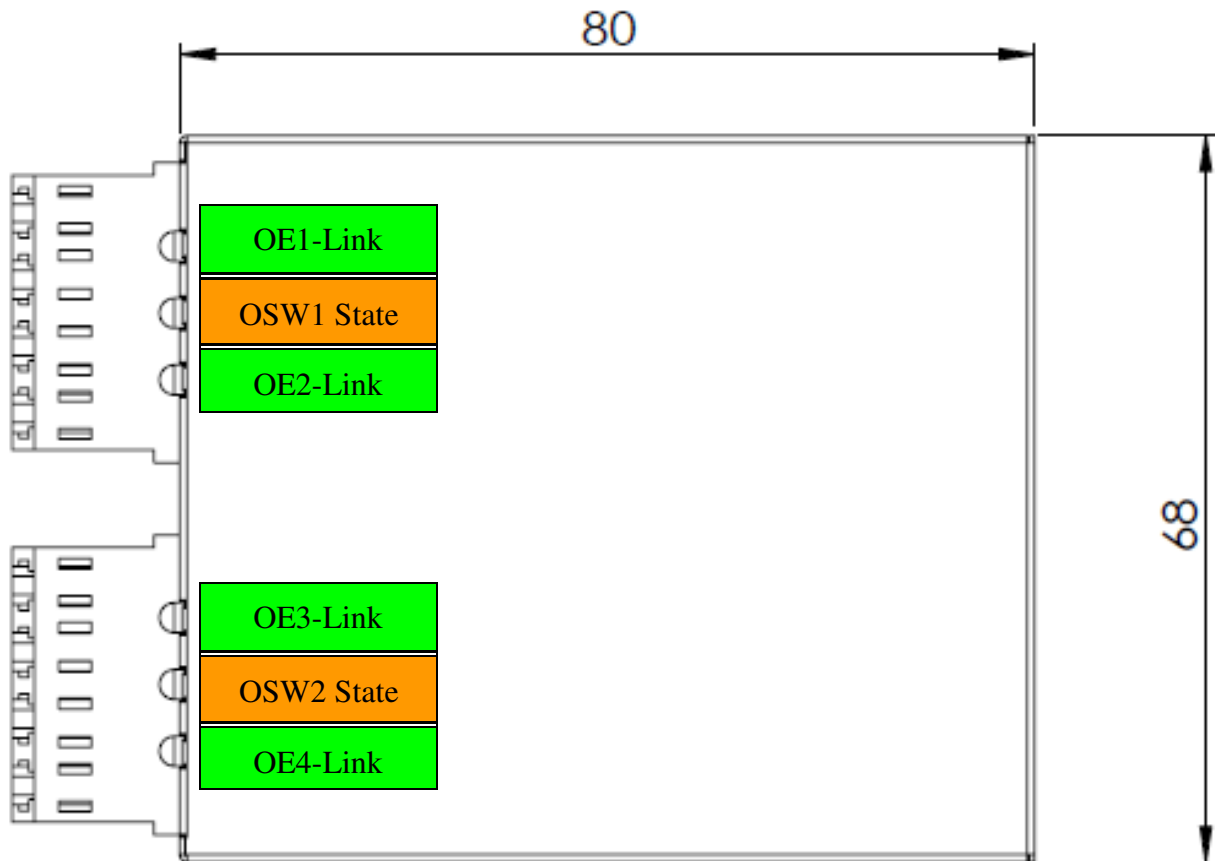 80
OE1-Link
OSW1 State
OE2-Link
68
OE3-Link
OSW2 State
OE4-Link